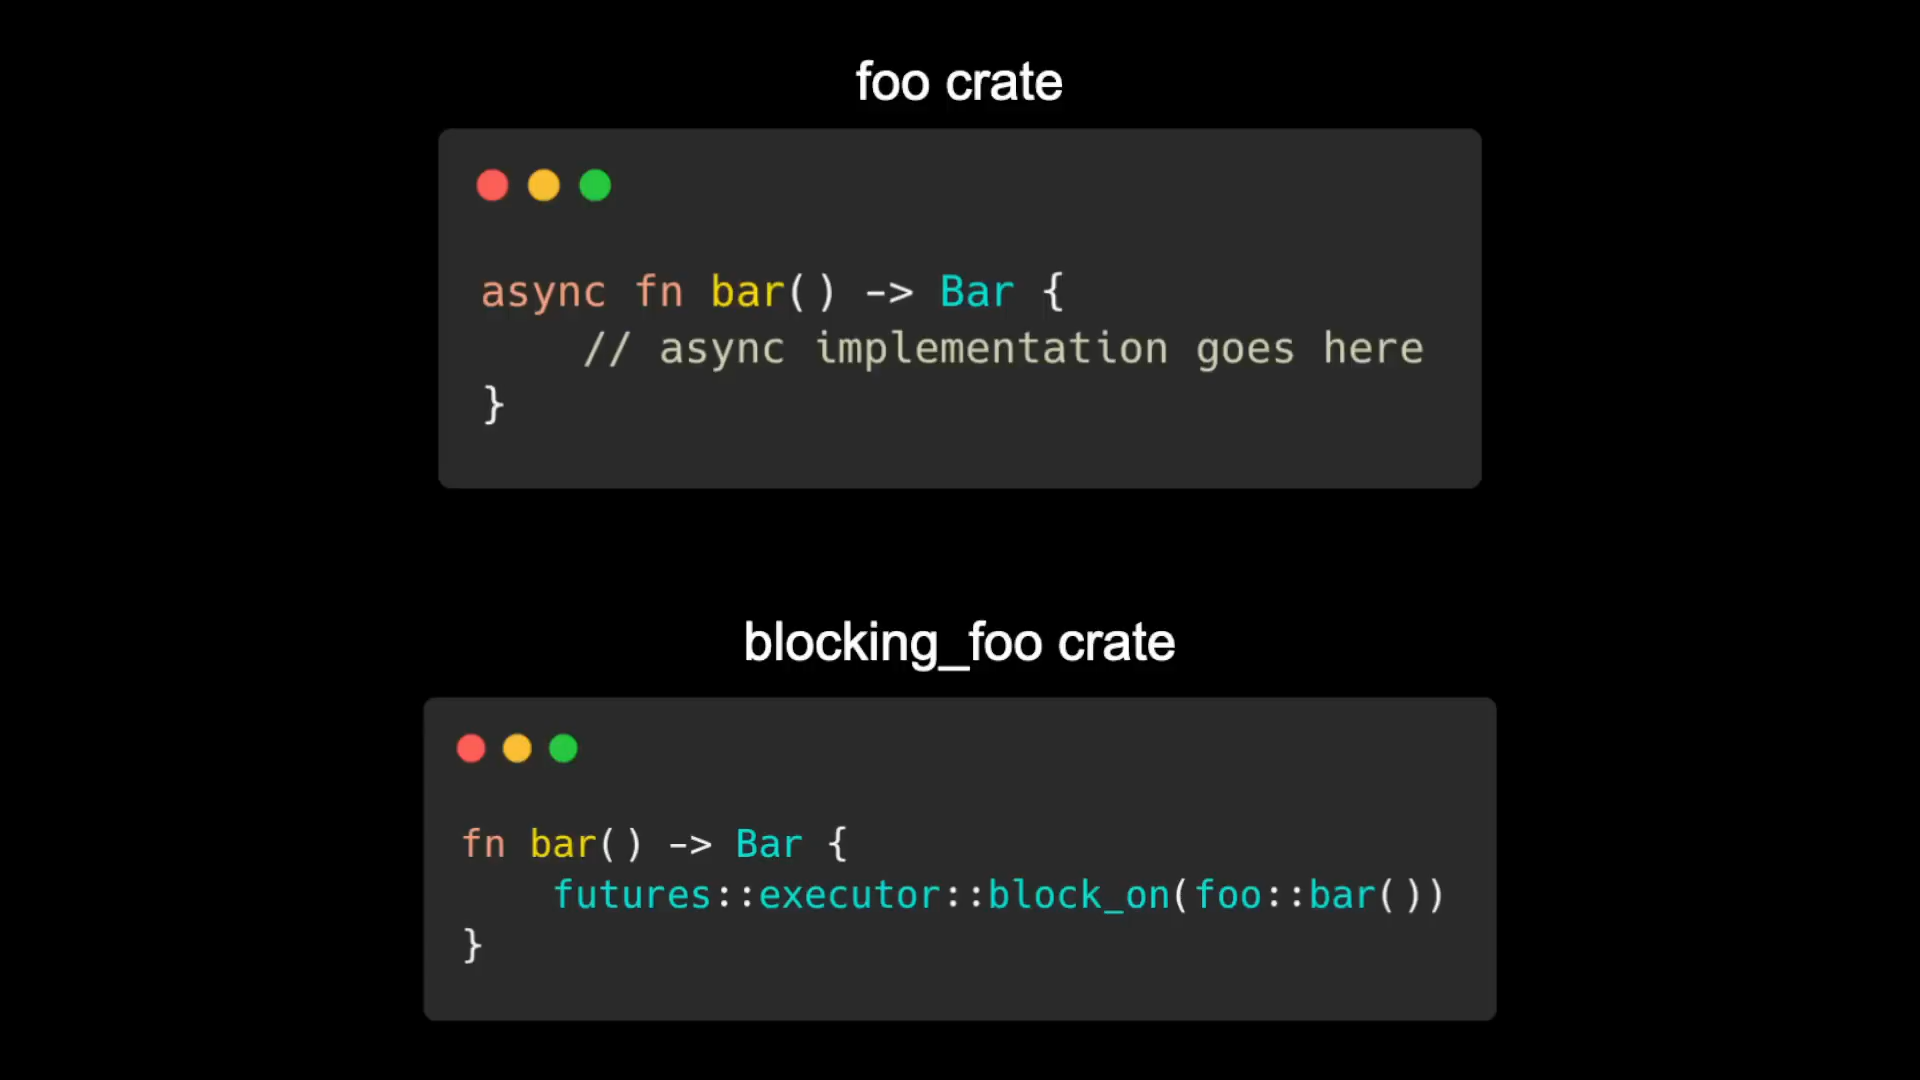 foo crate
async fn bar() -> Bar {
    // async implementation goes here
}
blocking_foo crate
fn bar() -> Bar {
    futures::executor::block_on(foo::bar())
}